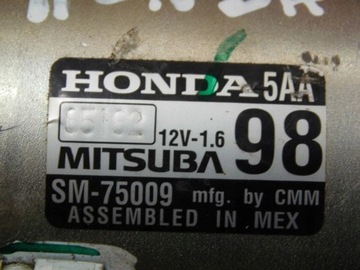 HONDA 5AA
12V-1.6 98
MITSUBA
SM-75009 mfg. by CMM
ASSEMBLED IN MEX